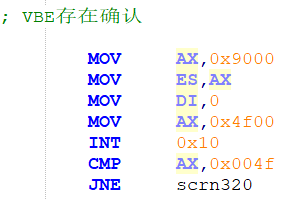 ; VBE存在确认
MOV AX,0x9000
MOV ES,AX
MOV DI,0
MOV AX,0x4f00
INT 0x10
CMP AX,0x004f
JNE scrn320